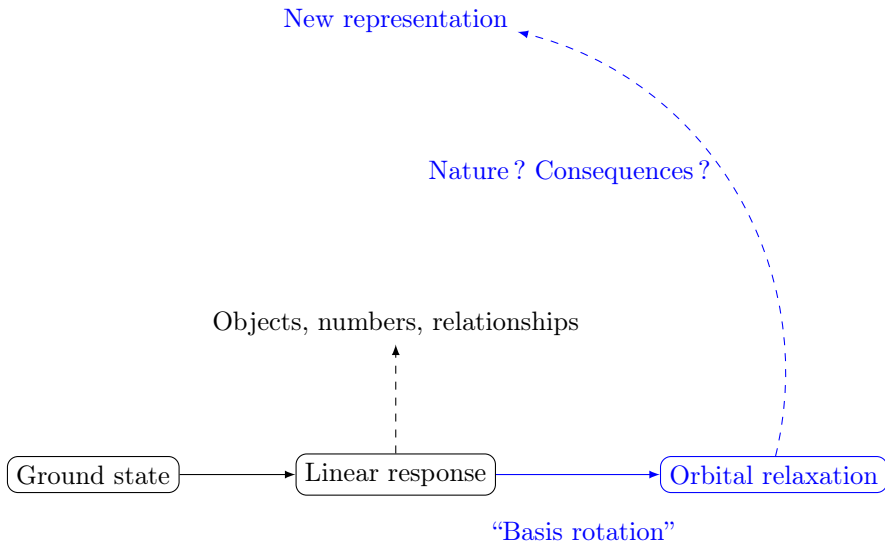 New representation
Nature ? Consequences ?
Objects, numbers, relationships
Ground state
Linear response
Orbital relaxation
“Basis rotation”